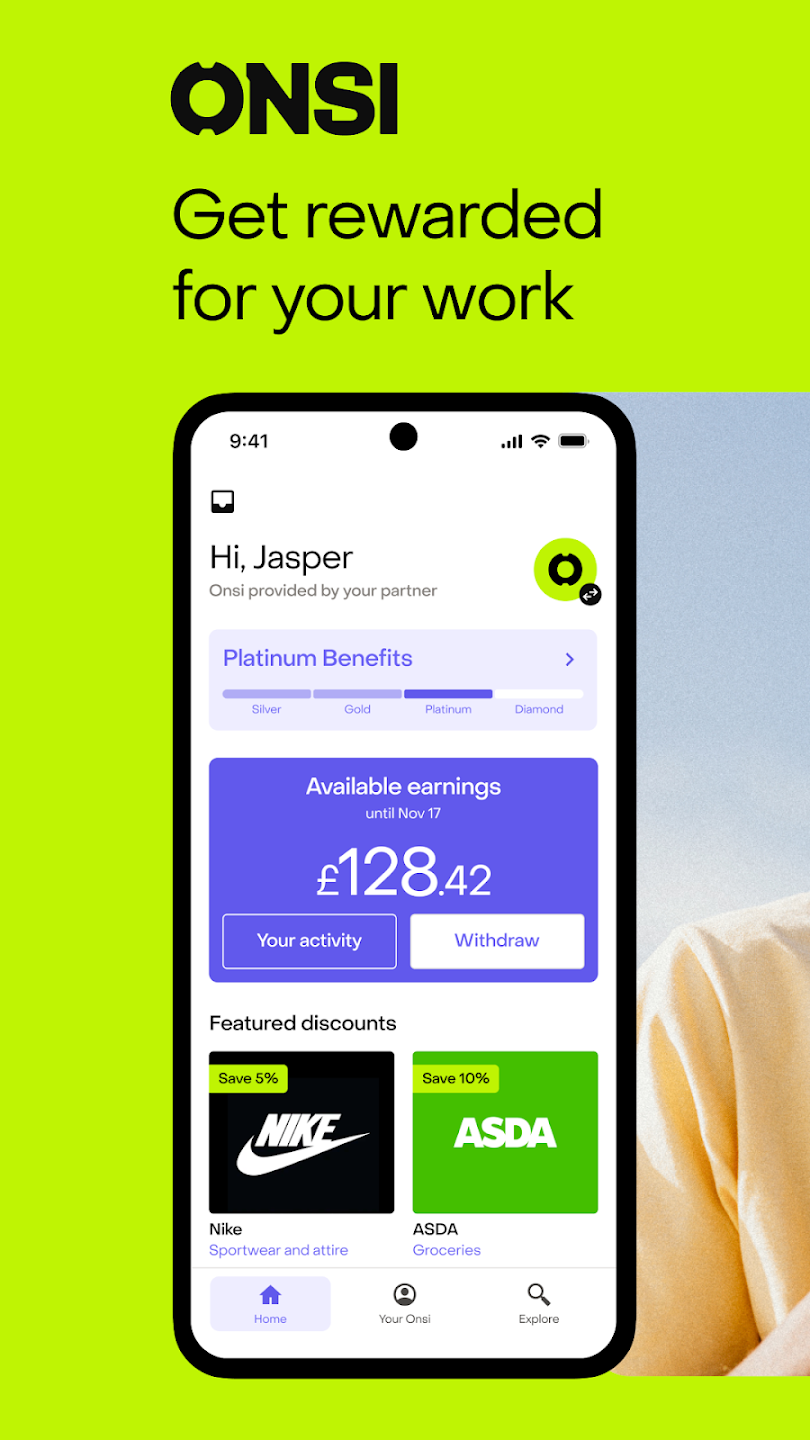 ONSI
Get rewarded
for your work
9:41
Hi, Jasper
Onsi provided by your partner
Platinum Benefits
Silver Gold Platinum Diamond
Available earnings
until Nov 17
£128.42
Your activity Withdraw
Featured discounts
Save 5% Save 10%
NIKE ASDA
Nike ASDA
Sportwear and attire Groceries
Home Your Onsi Explore